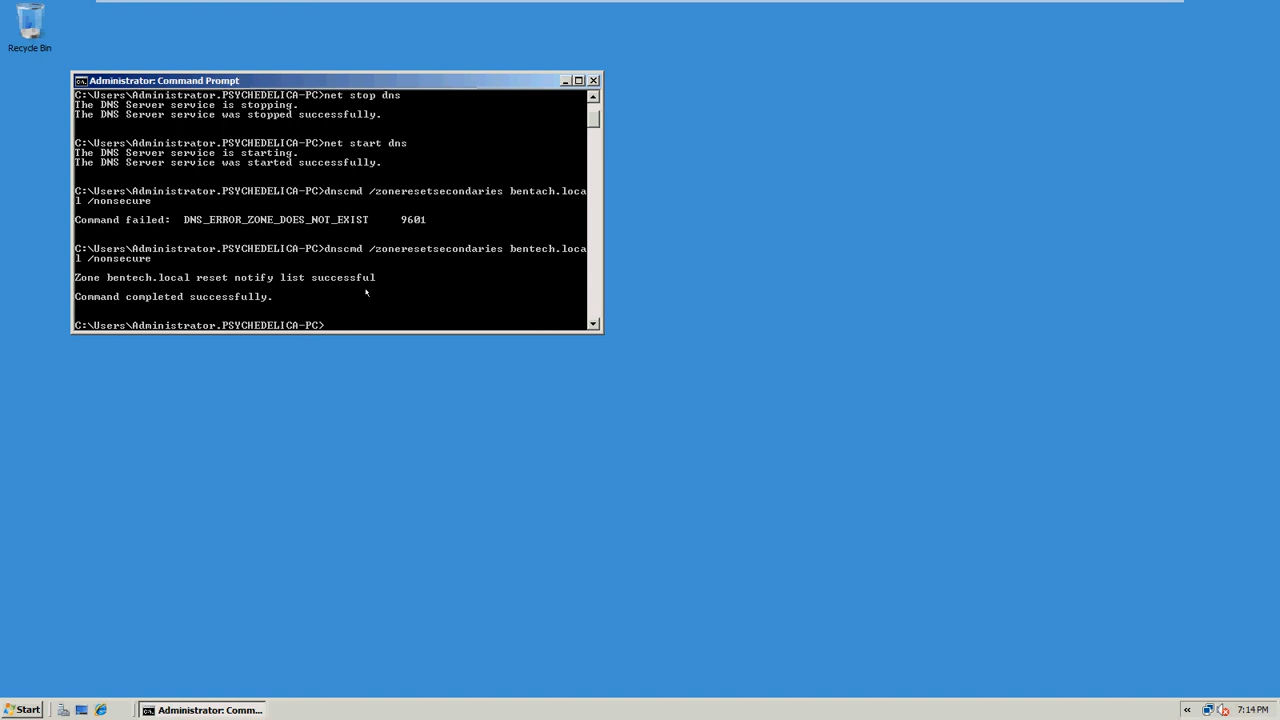 Recycle Bin
Administrator: Command Prompt
C:\Users\Administrator.PSYCHEDELICA-PC>net stop dns
The DNS Server service is stopping.
The DNS Server service was stopped successfully.
C:\Users\Administrator.PSYCHEDELICA-PC>net start dns
The DNS Server service is starting.
The DNS Server service was started successfully.
C:\Users\Administrator.PSYCHEDELICA-PC>dnscmd /zoneresetsecondaries bentach.loca
l /nonsecure
Command failed:  DNS_ERROR_ZONE_DOES_NOT_EXIST     9601
C:\Users\Administrator.PSYCHEDELICA-PC>dnscmd /zoneresetsecondaries bentech.loca
l /nonsecure
Zone bentech.local reset notify list successful
Command completed successfully.
C:\Users\Administrator.PSYCHEDELICA-PC>
Start
Administrator: Comm...
7:14 PM